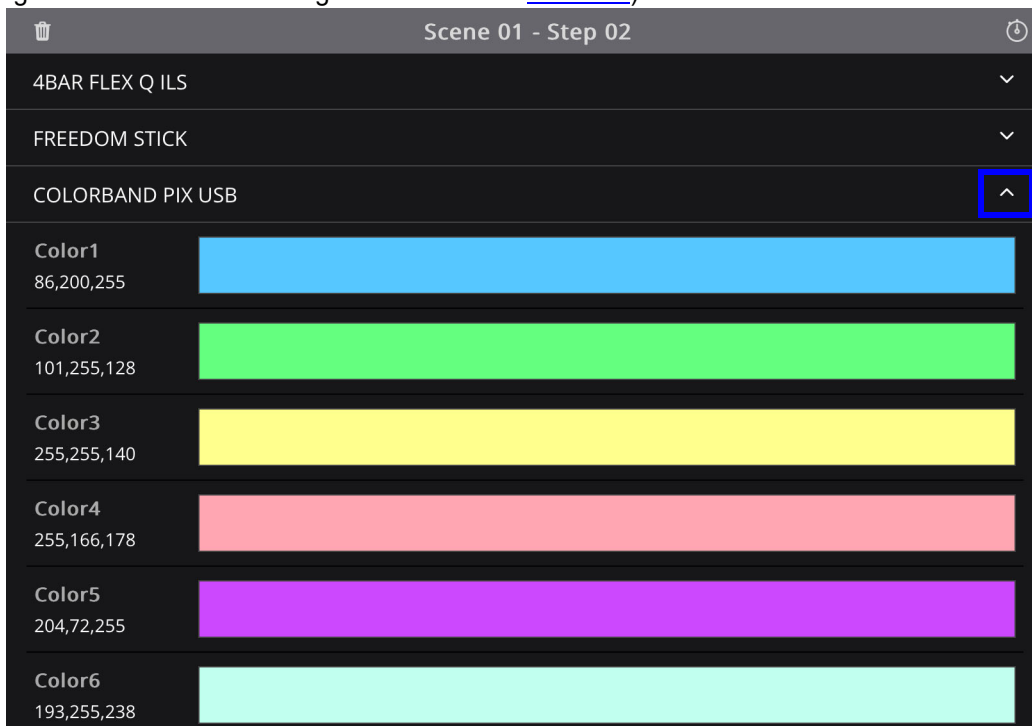 Scene 01 - Step 02
4BAR FLEX Q ILS
FREEDOM STICK
COLORBAND PIX USB
Color1
86,200,255
Color2
101,255,128
Color3
255,255,140
Color4
255,166,178
Color5
204,72,255
Color6
193,255,238